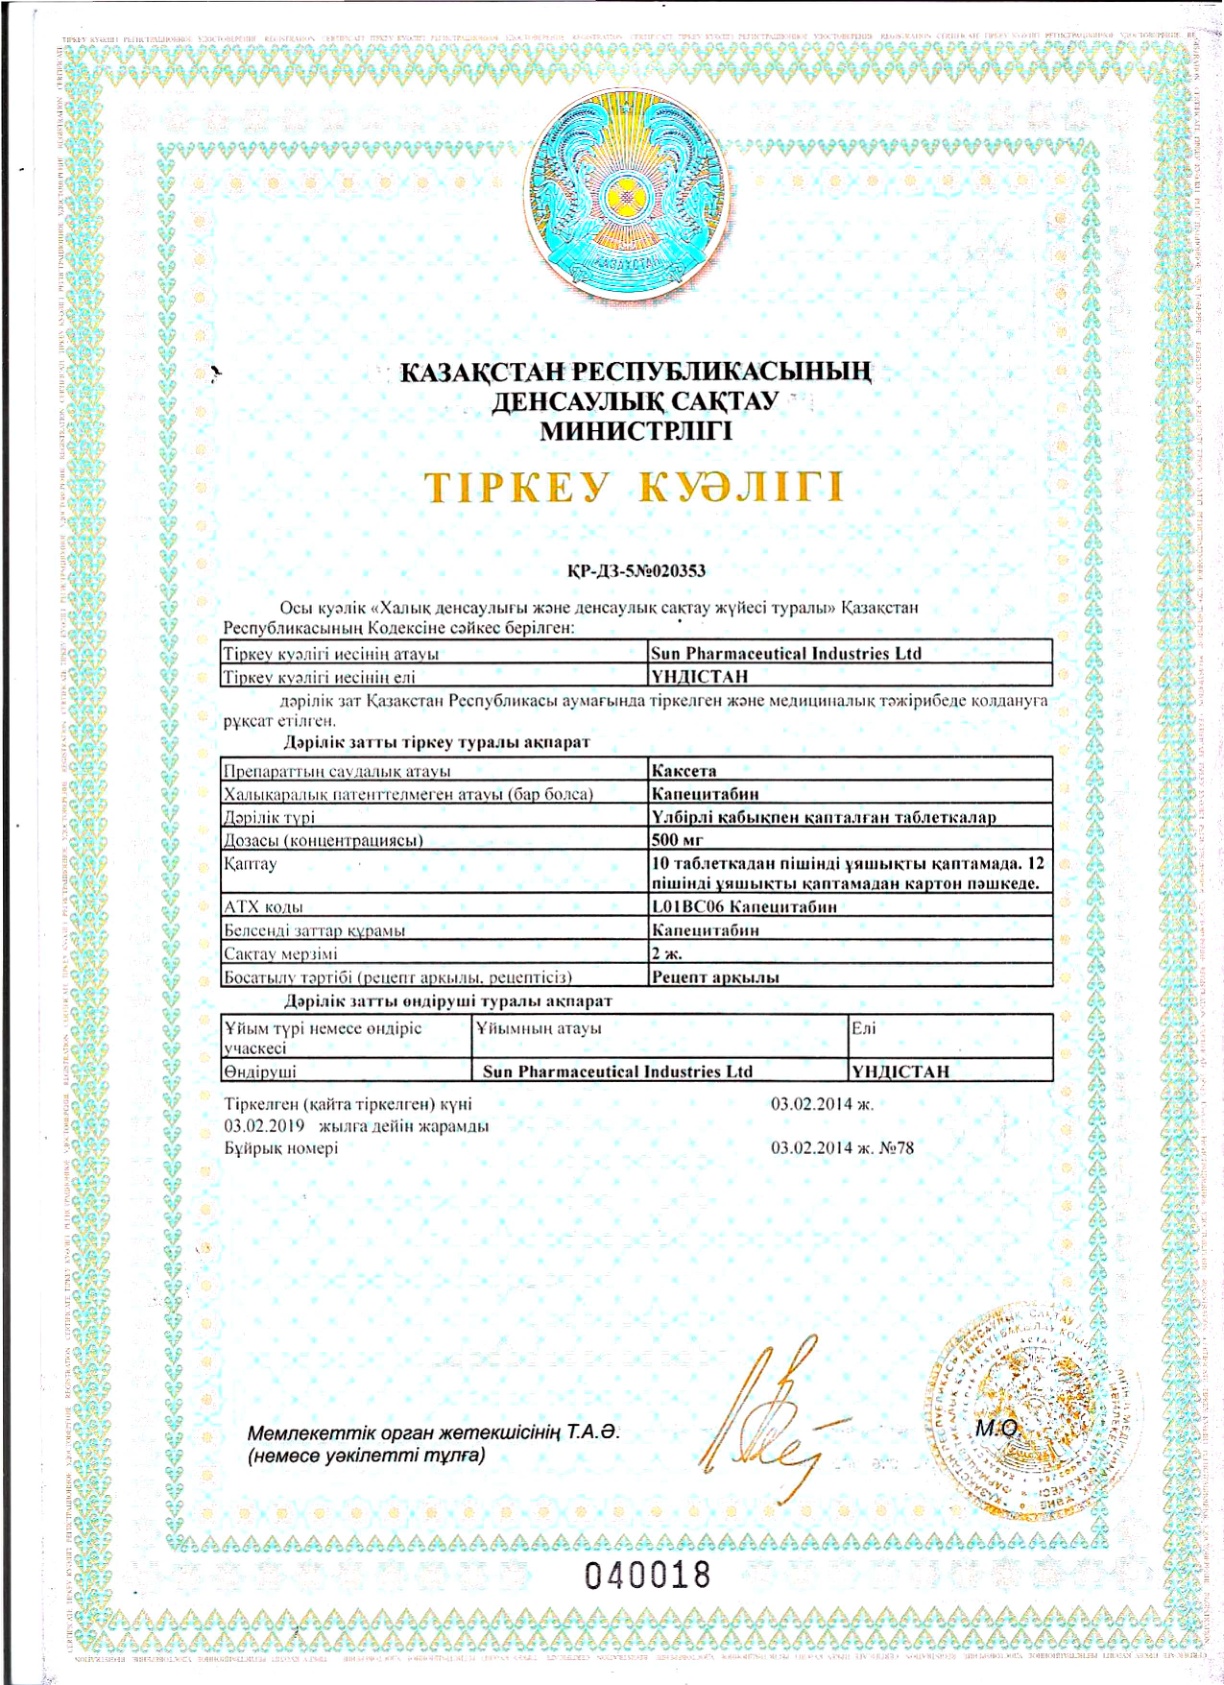 ҚАЗАҚСТАН
ҚАЗАҚСТАН РЕСПУБЛИКАСЫНЫҢ
ДЕНСАУЛЫҚ САҚТАУ
МИНИСТРЛІГІ
ТІРКЕУ КУӘЛІГІ
ҚР-ДЗ-5№020353
Осы куәлік «Халық денсаулығы және денсаулық сақтау жүйесі туралы» Қазақстан
Республикасының Кодексіне сәйкес берілген:
Тіркеу куәлігі иесінің атауы Sun Pharmaceutical Industries Ltd
Тіркеу куәлігі иесінің елі ҮНДІСТАН
дәрілік зат Қазақстан Республикасы аумағында тіркелген және медициналық тәжірибеде қолдануға
рұқсат етілген.
Дәрілік затты тіркеу туралы ақпарат
Препараттың саудалық атауы Каксета
Халықаралық патенттелмеген атауы (бар болса) Капецитабин
Дәрілік түрі Үлбірлі қабықпен қапталған таблеткалар
Дозасы (концентрациясы) 500 мг
Қаптау 10 таблеткадан пішінді ұяшықты қаптамада. 12
пішінді ұяшықты қаптамадан картон пәшкеде.
АТХ коды L01BC06 Капецитабин
Белсенді заттар құрамы Капецитабин
Сақтау мерзімі 2 ж.
Босатылу тәртібі (рецепт арқылы, рецептісіз) Рецепт арқылы
Дәрілік затты өндіруші туралы ақпарат
Ұйым түрі немесе өндіріс Ұйымның атауы Елі
учаскесі
Өндіруші Sun Pharmaceutical Industries Ltd ҮНДІСТАН
Тіркелген (қайта тіркелген) күні 03.02.2014 ж.
03.02.2019 жылға дейін жарамды
Бұйрық номері 03.02.2014 ж. №78
Мемлекеттік орган жетекшісінің Т.А.Ә.
(немесе уәкілетті тұлға)
М.О.
040018